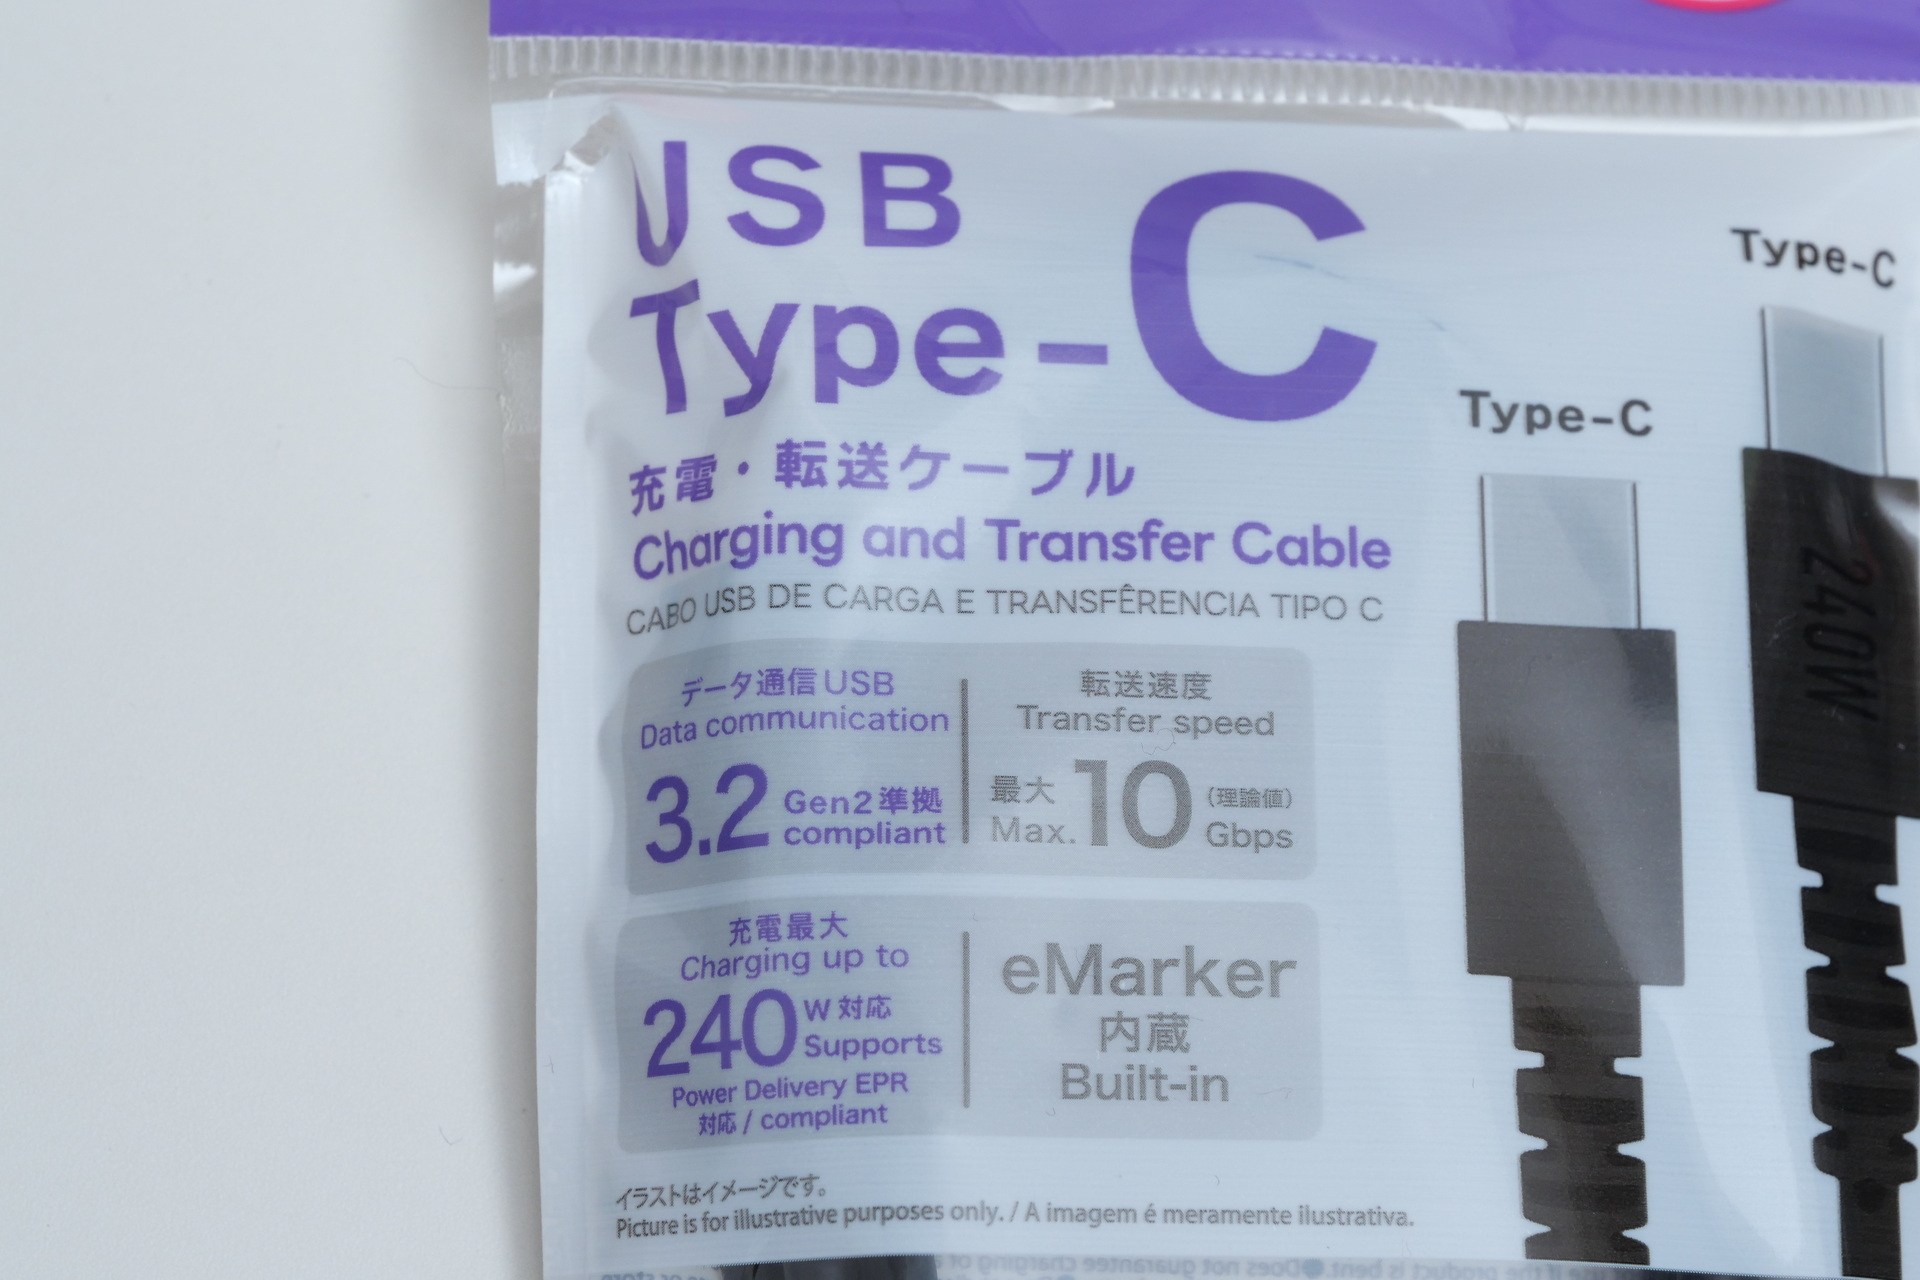 USB
Type-C
充電・転送ケーブル
Charging and Transfer Cable
CABO USB DE CARGA E TRANSFÊRENCIA TIPO C
データ通信USB
Data communication
3.2 Gen2準拠
compliant
転送速度
Transfer speed
最大
Max. 10 (理論値)
Gbps
充電最大
Charging up to
240 W対応
Supports
Power Delivery EPR
対応 / compliant
eMarker
内蔵
Built-in
イラストはイメージです。
Picture is for illustrative purposes only. / A imagem é meramente ilustrativa.
Type-C
Type-C
240W